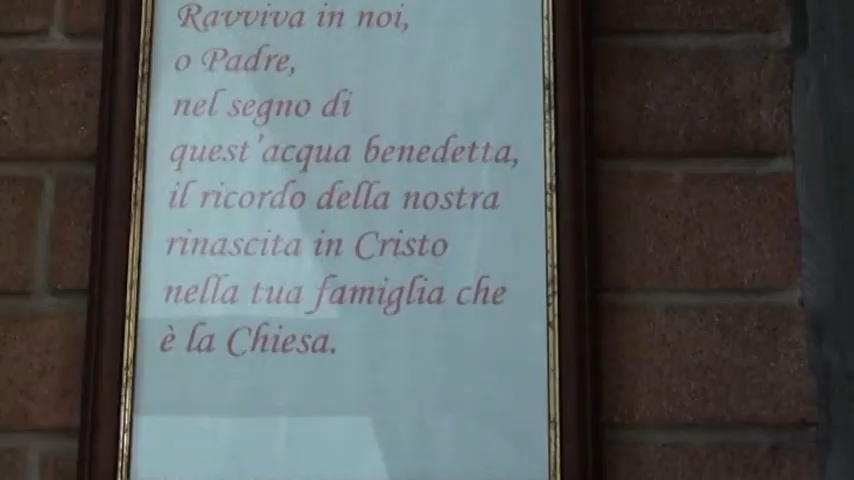 Ravviva in noi,
o Padre,
nel segno di
quest'acqua benedetta,
il ricordo della nostra
rinascita in Cristo
nella tua famiglia che
è la Chiesa.